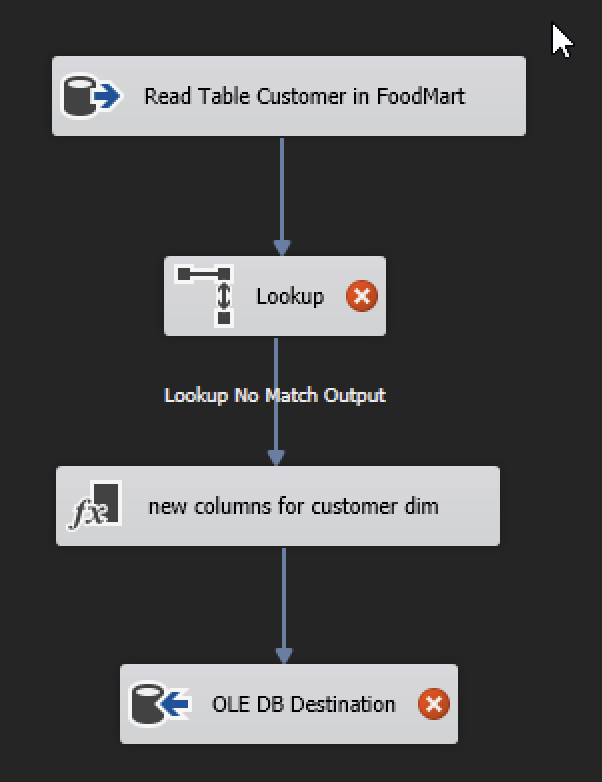 Read Table Customer in FoodMart
Lookup
Lookup No Match Output
new columns for customer dim
OLE DB Destination